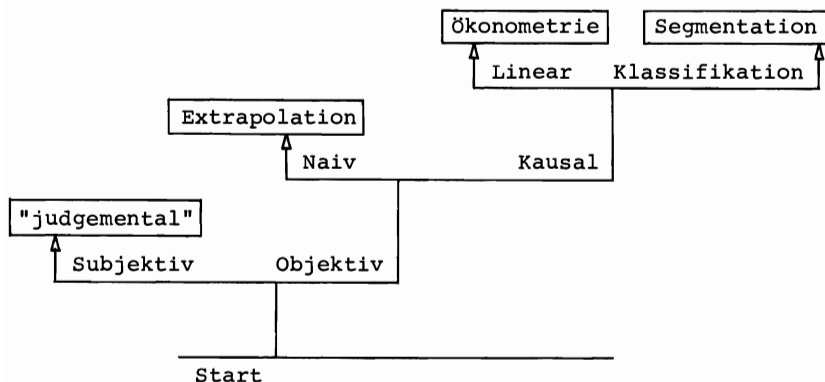 Ökonometrie Segmentation
Linear Klassifikation
Extrapolation
Naiv Kausal
"judgemental"
Subjektiv Objektiv
Start